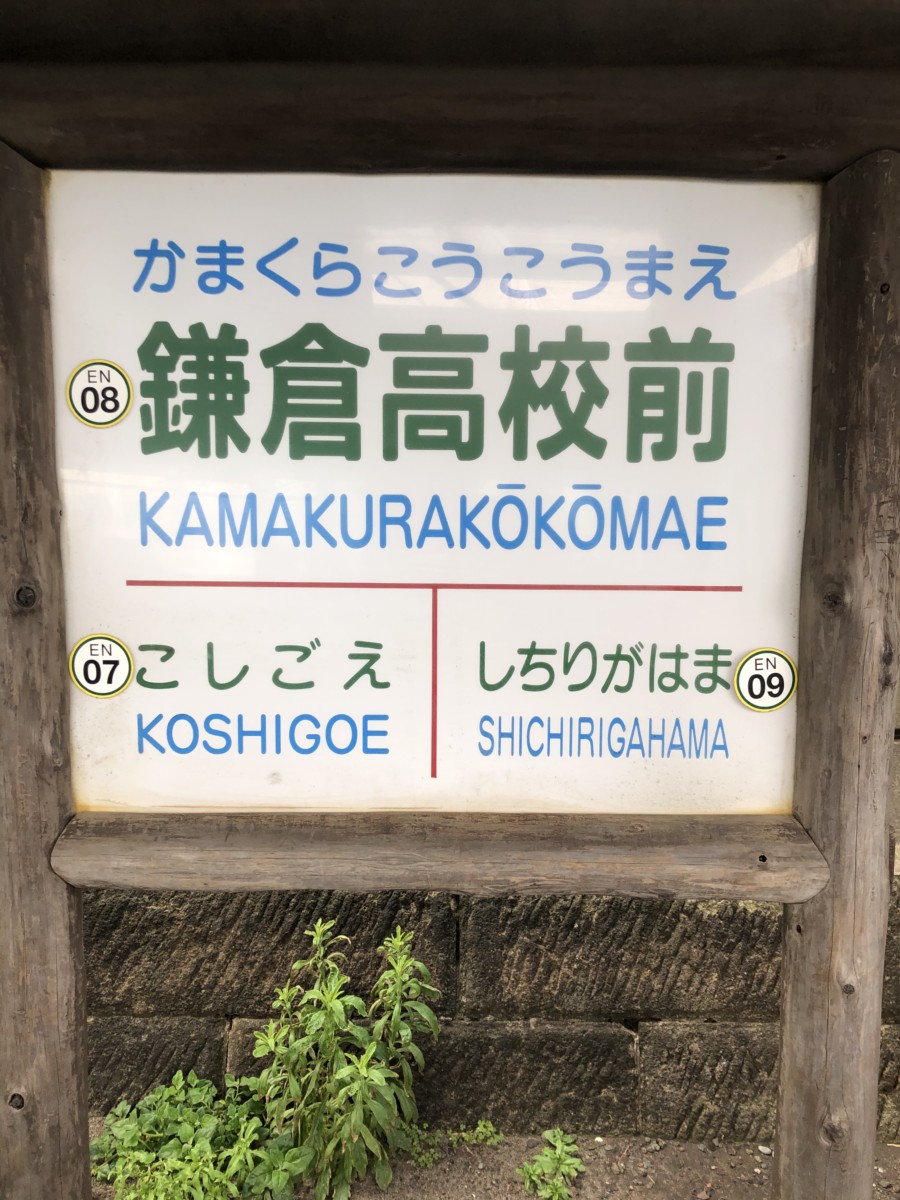 かまくらこうこうまえ
EN
08
鎌倉高校前
KAMAKURAKŌKŌMAE
EN
07
こしごえ
KOSHIGOE
しちりがはま
SHICHIRIGAHAMA
EN
09